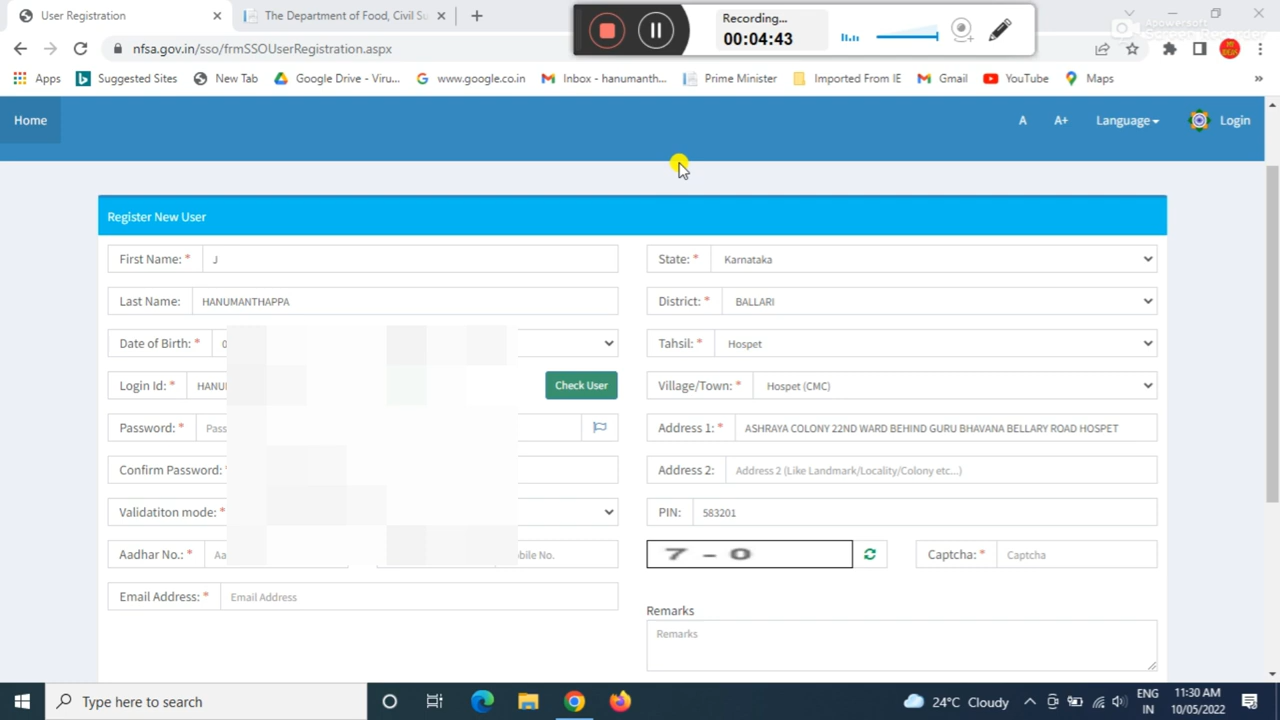 User Registration
The Department of Food, Civil Su
Recording...
00:04:43
Apowersoft
Screen Recorder
nfsa.gov.in/sso/frmSSOUserRegistration.aspx
Apps
Suggested Sites
New Tab
Google Drive - Viru...
www.google.co.in
Inbox - hanumanth...
Prime Minister
Imported From IE
Gmail
YouTube
Maps
»
Home
A
A+
Language
Login
Register New User
First Name: * J
State: * Karnataka
Last Name: HANUMANTHAPPA
District: * BALLARI
Date of Birth: * 0
Tahsil: * Hospet
Login Id: * HANU
Check User
Village/Town: * Hospet (CMC)
Password: * Pass
Address 1: * ASHRAYA COLONY 22ND WARD BEHIND GURU BHAVANA BELLARY ROAD HOSPET
Confirm Password: *
Address 2: Address 2 (Like Landmark/Locality/Colony etc...)
Validatiton mode: *
PIN: 583201
Aadhar No.: * Aa
bile No.
7 - 0
Captcha: * Captcha
Email Address: * Email Address
Remarks
Remarks
Type here to search
24°C Cloudy
ENG
IN
11:30 AM
10/05/2022